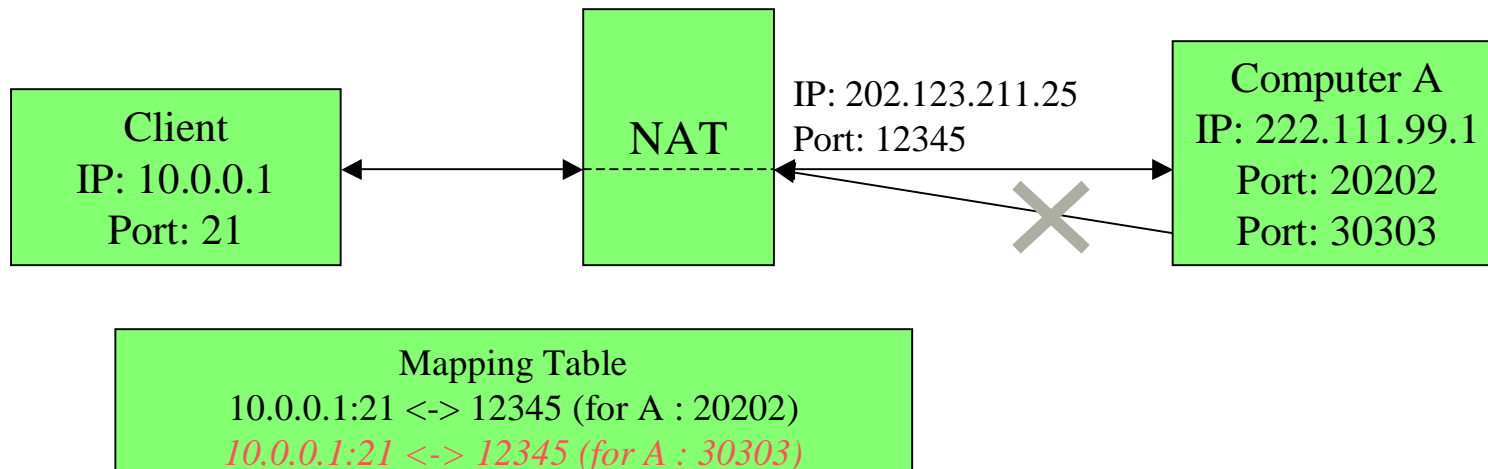 Client
IP: 10.0.0.1
Port: 21
NAT
IP: 202.123.211.25
Port: 12345
Computer A
IP: 222.111.99.1
Port: 20202
Port: 30303
Mapping Table
10.0.0.1:21 <-> 12345 (for A : 20202)
10.0.0.1:21 <-> 12345 (for A : 30303)